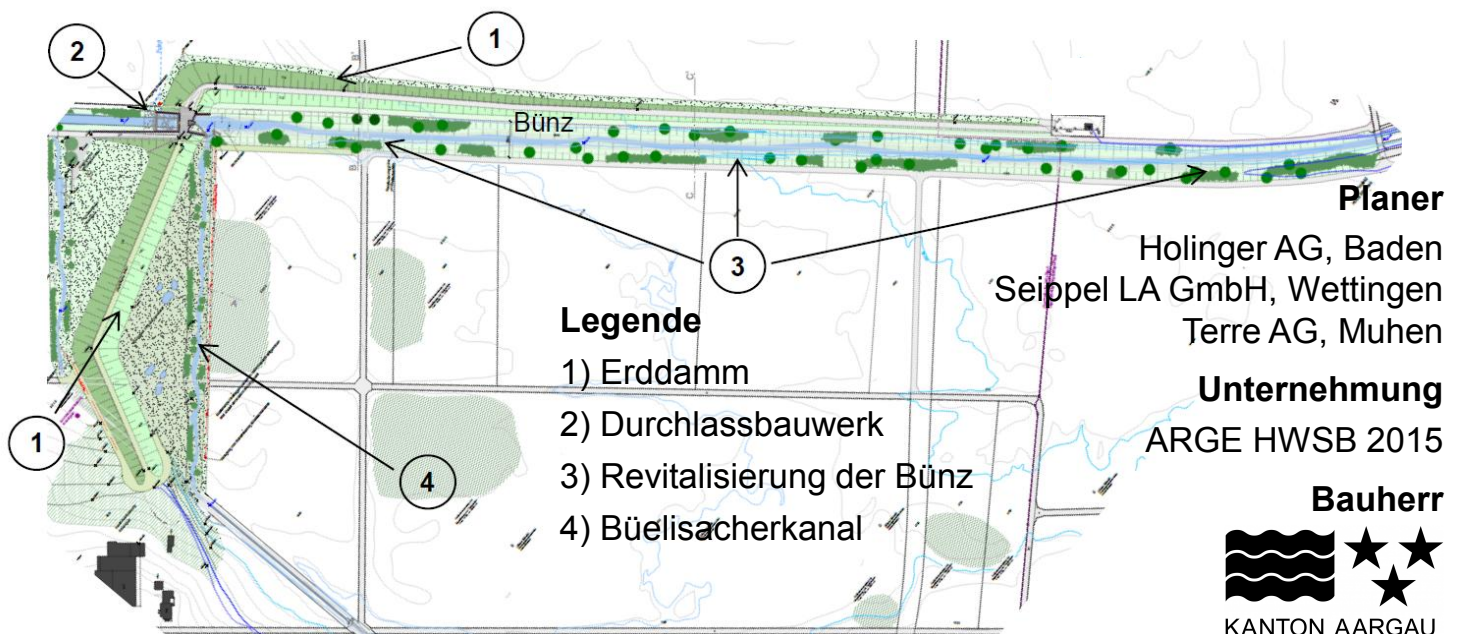 1
2
Bünz
3
Planer
Holinger AG, Baden
Seippel LA GmbH, Wettingen
Terre AG, Muhen
Legende
1) Erddamm
2) Durchlassbauwerk
3) Revitalisierung der Bünz
4) Büelisacherkanal
Unternehmung
ARGE HWSB 2015
1
4
Bauherr
KANTON AARGAU